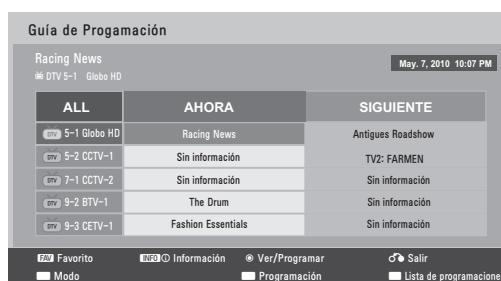 Guía de Progamación
Racing News
DTV 5-1 Globo HD
May. 7, 2010 10:07 PM
ALL AHORA SIGUIENTE
DTV 5-1 Globo HD Racing News Antigues Roadshow
DTV 5-2 CCTV-1 Sin información TV2: FARMEN
DTV 7-1 CCTV-2 Sin información Sin información
DTV 9-2 BTV-1 The Drum Sin información
DTV 9-3 CETV-1 Fashion Essentials Sin información
FAV Favorito INFO Información Ver/Programar Salir
Modo Programación Lista de programacione